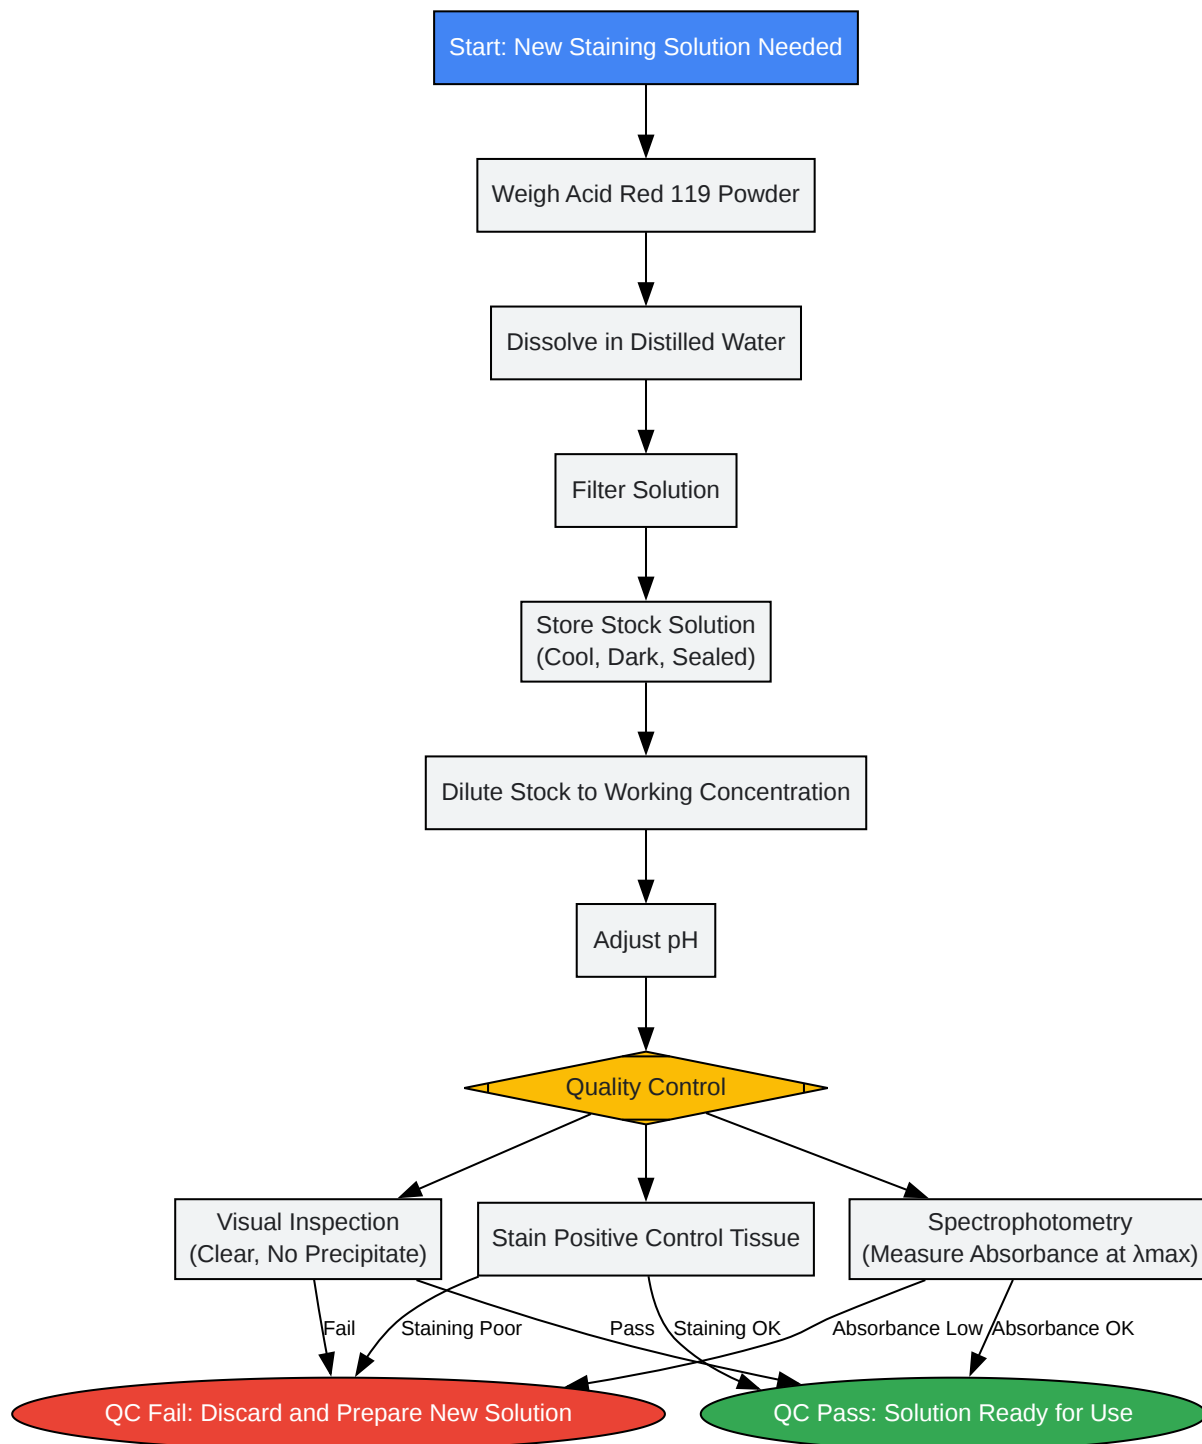 Start: New Staining Solution Needed
Weigh Acid Red 119 Powder
Dissolve in Distilled Water
Filter Solution
Store Stock Solution
(Cool, Dark, Sealed)
Dilute Stock to Working Concentration
Adjust pH
Quality Control
Visual Inspection
(Clear, No Precipitate)
Stain Positive Control Tissue
Spectrophotometry
(Measure Absorbance at λmax)
Fail
Staining Poor
Pass
Staining OK
Absorbance Low
Absorbance OK
QC Fail: Discard and Prepare New Solution
QC Pass: Solution Ready for Use